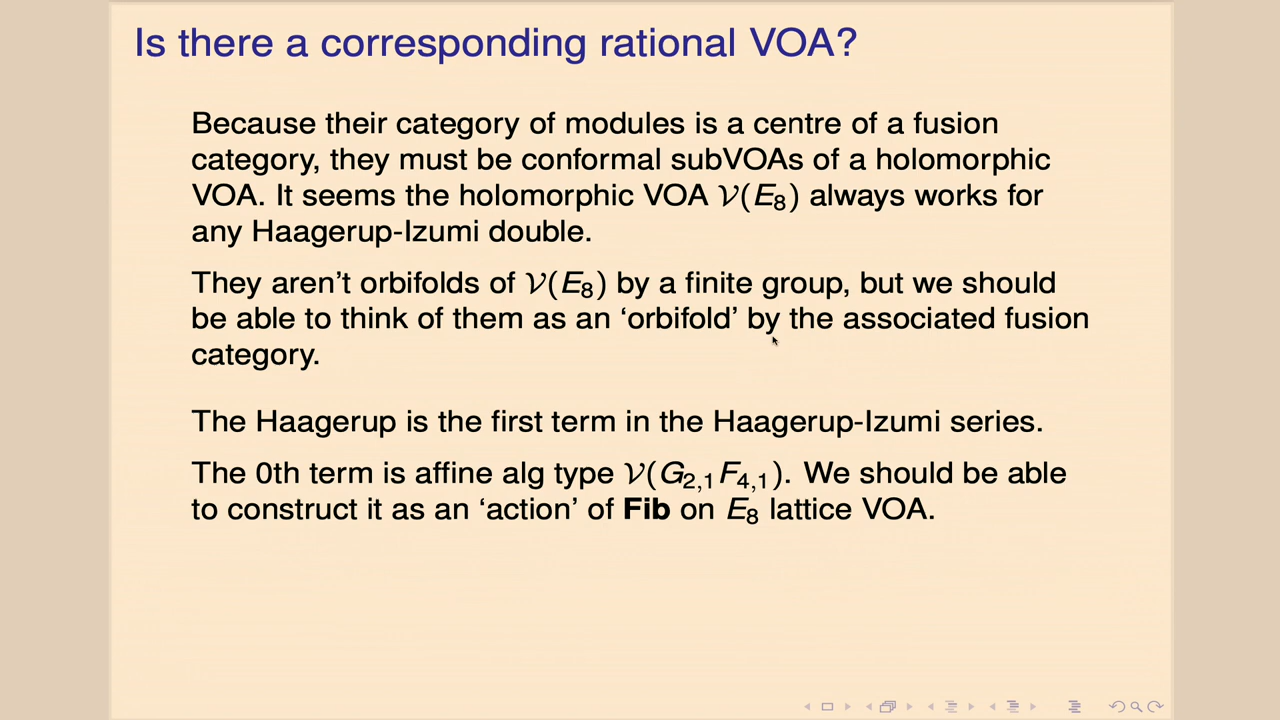 Is there a corresponding rational VOA?
Because their category of modules is a centre of a fusion
category, they must be conformal subVOAs of a holomorphic
VOA. It seems the holomorphic VOA 𝒱(E₈) always works for
any Haagerup-Izumi double.
They aren't orbifolds of 𝒱(E₈) by a finite group, but we should
be able to think of them as an ‘orbifold’ by the associated fusion
category.
The Haagerup is the first term in the Haagerup-Izumi series.
The 0th term is affine alg type 𝒱(G₂,₁F₄,₁). We should be able
to construct it as an ‘action’ of Fib on E₈ lattice VOA.